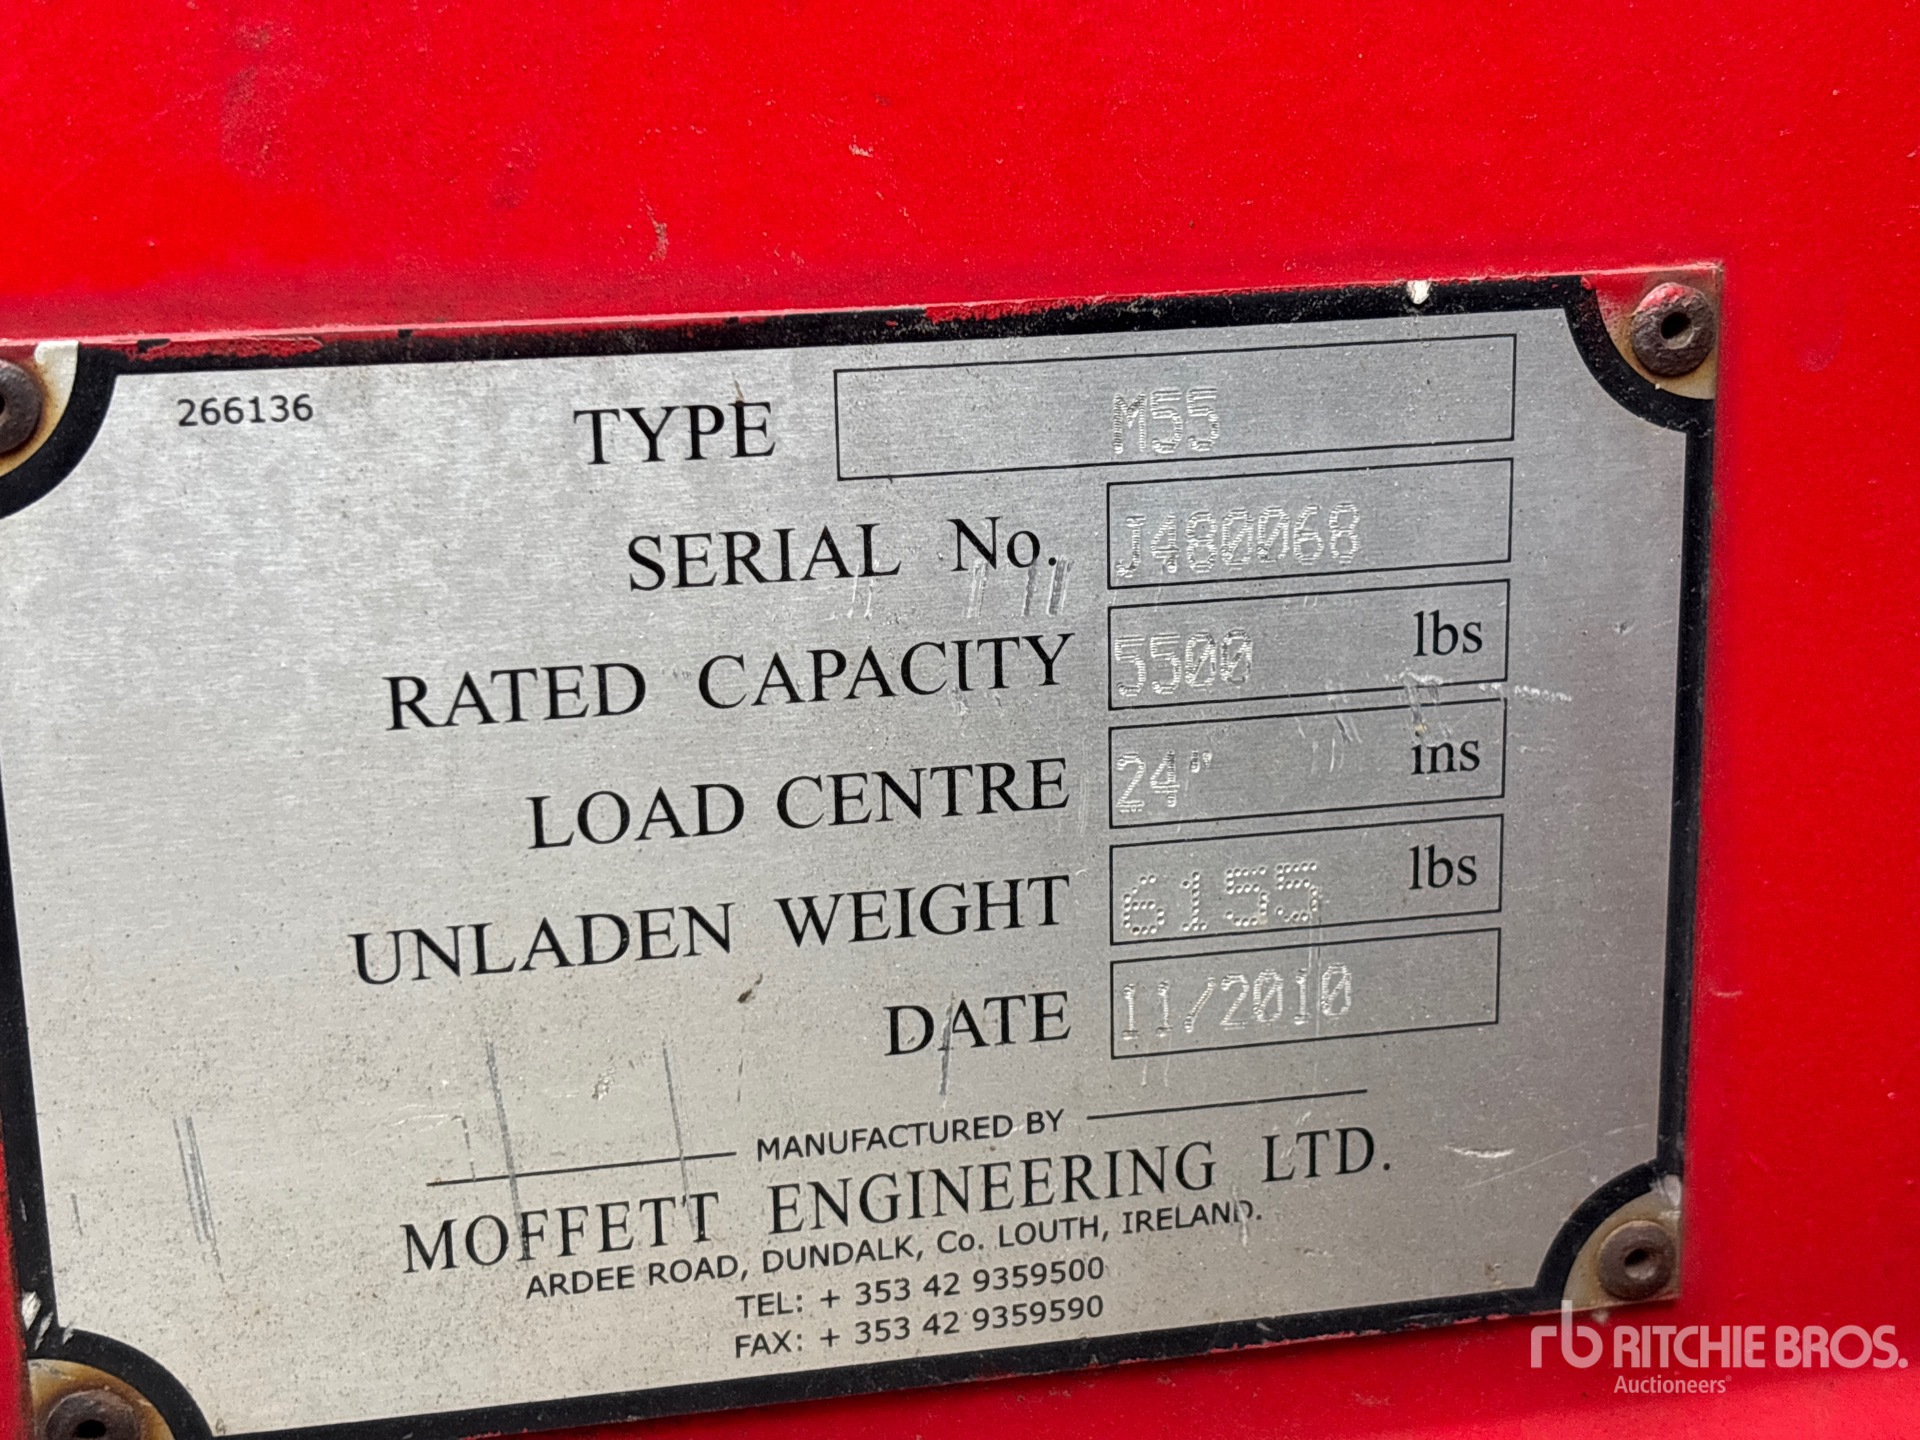 266136
TYPE M55
SERIAL No. J480068
RATED CAPACITY 5500 lbs
LOAD CENTRE 24" ins
UNLADEN WEIGHT 6155 lbs
DATE 11/2010
MANUFACTURED BY
MOFFETT ENGINEERING LTD.
ARDEE ROAD, DUNDALK, Co. LOUTH, IRELAND.
TEL: + 353 42 9359500
FAX: + 353 42 9359590
rb RITCHIE BROS.
Auctioneers